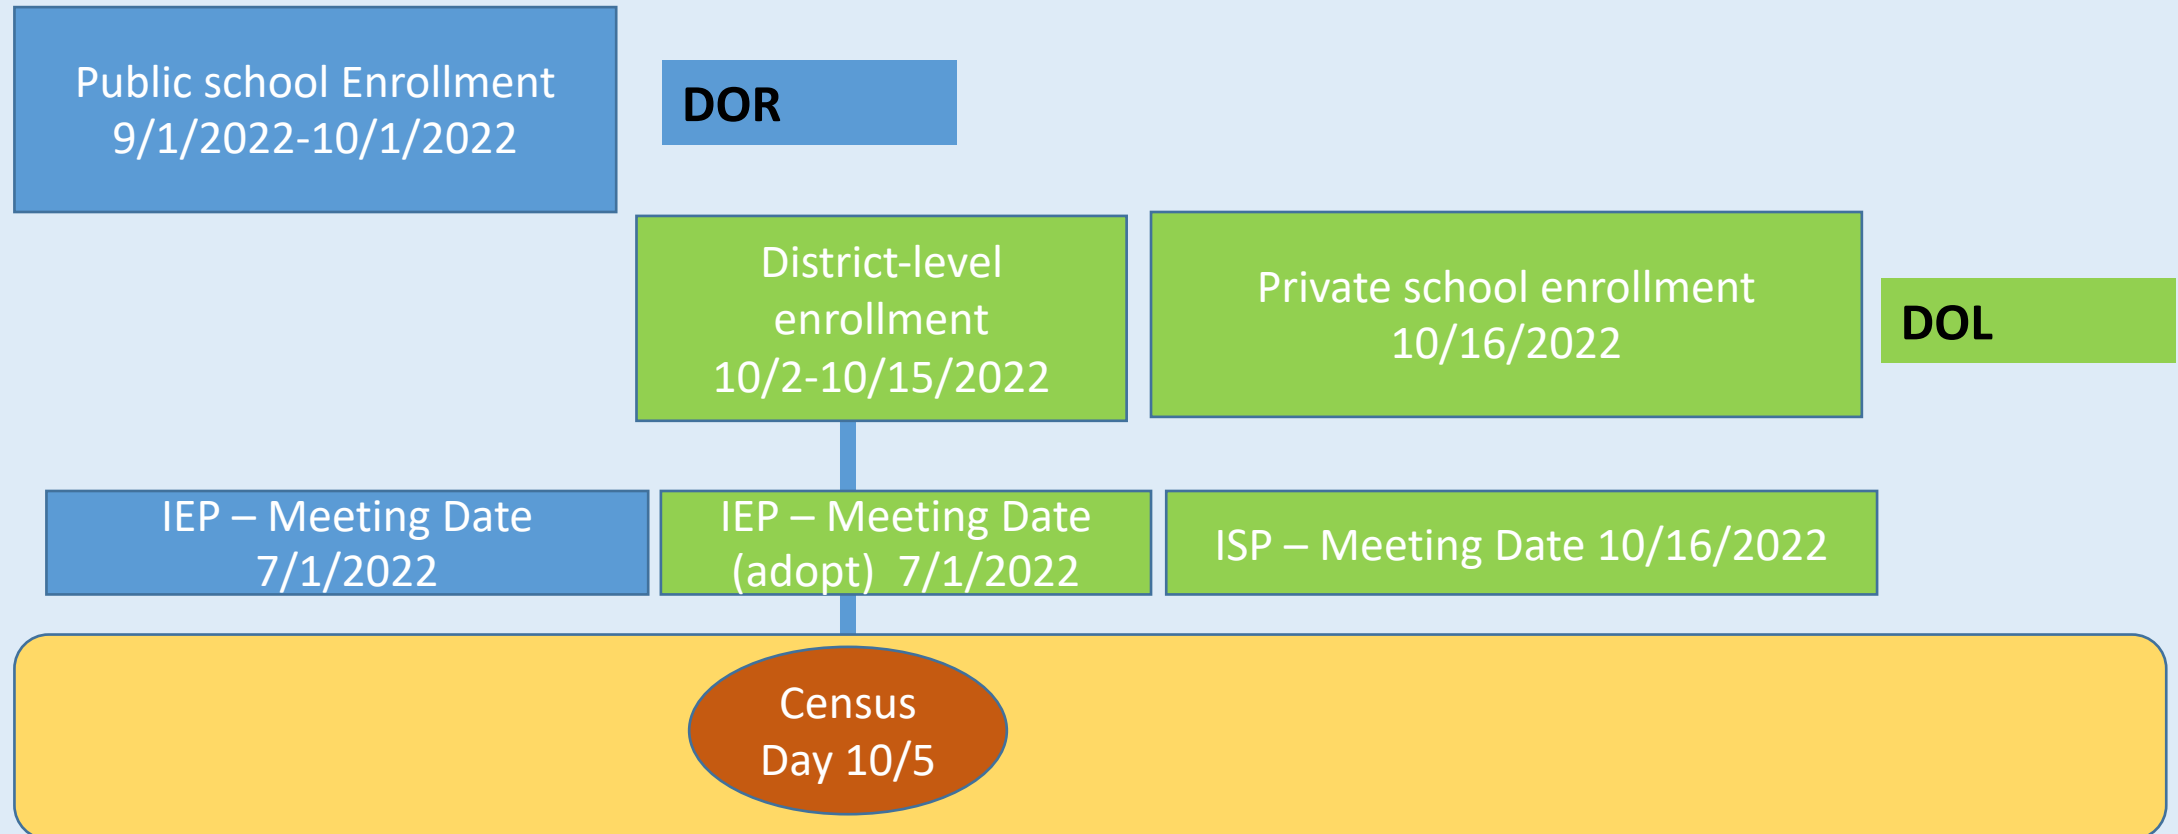 Public school Enrollment
9/1/2022-10/1/2022
DOR
District-level
enrollment
10/2-10/15/2022
Private school enrollment
10/16/2022
DOL
IEP – Meeting Date
7/1/2022
IEP – Meeting Date
(adopt)  7/1/2022
ISP – Meeting Date 10/16/2022
Census
Day 10/5